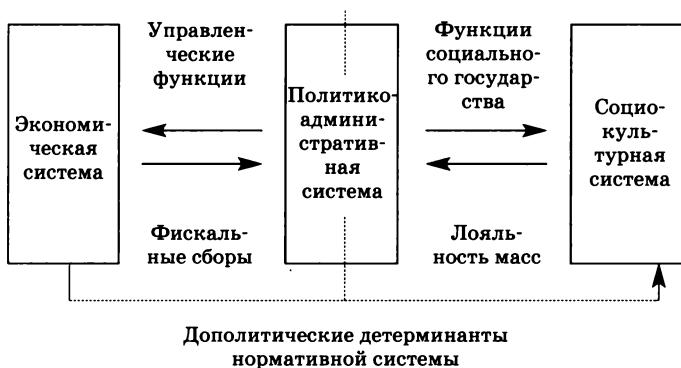 Управлен-
ческие
функции
Функции
социально-
го государ-
ства
Экономи-
ческая
система
Политико-
админи-
стратив-
ная
система
Социо-
куль-
турная
система
Фискаль-
ные сборы
Лояль-
ность масс
Дополитические детерминанты
нормативной системы